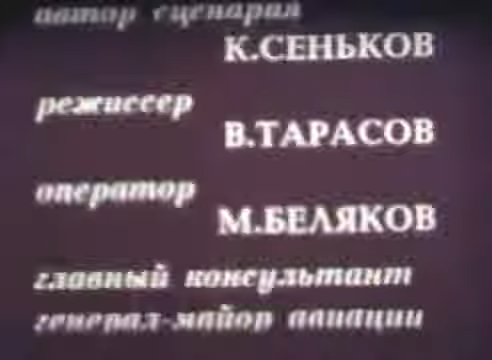 автор сценария
К.СЕНЬКОВ
режиссер
В.ТАРАСОВ
оператор
М.БЕЛЯКОВ
главный консультант
генерал-майор авиации